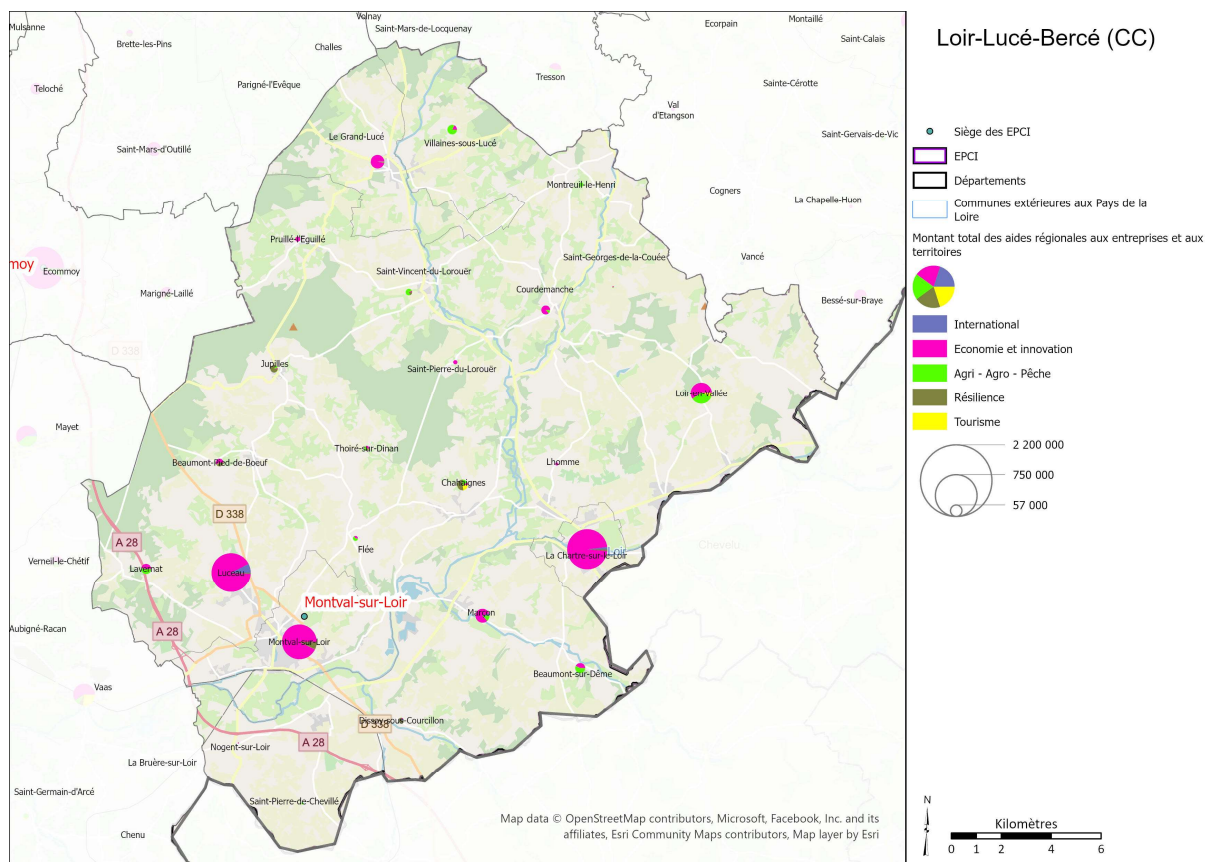 Loir-Lucé-Bercé (CC)
Siège des EPCI
EPCI
Départements
Communes extérieures aux Pays de la
Loire
Montant total des aides régionales aux entreprises et aux
territoires
International
Economie et innovation
Agri - Agro - Pêche
Résilience
Tourisme
2 200 000
750 000
57 000
N
Kilomètres
0 1 2 4 6
Mulsanne
Volnay
Saint-Mars-de-Locquenay
Ecorpain
Montaillé
Brette-les-Pins
Challes
Saint-Calais
Teloché
Parigné-l'Evêque
Tresson
Sainte-Cérotte
Val
d'Etangson
Saint-Gervais-de-Vic
Le Grand-Lucé
Villaines-sous-Lucé
Saint-Mars-d'Outillé
Montreuil-le-Henri
Cogners
La Chapelle-Huon
Pruillé-l'Eguillé
Saint-Georges-de-la-Couée
Vancé
moy
Ecommoy
Saint-Vincent-du-Lorouër
Marigné-Laillé
Courdemanche
Bessé-sur-Braye
D 338
Jupilles
Saint-Pierre-du-Lorouër
Loir-en-Vallée
Mayet
Thoiré-sur-Dinan
Beaumont-Pied-de-Boeuf
Lhomme
Chahaignes
D 338
A 28
Flée
La Chartre-sur-le-Loir
Loir
Verneil-le-Chétif
Lavernat
Luceau
Montval-sur-Loir
Marçon
Aubigné-Racan
A 28
Montval-sur-Loir
Beaumont-sur-Dême
Vaas
Dissay-sous-Courcillon
D 338
A 28
Nogent-sur-Loir
La Bruère-sur-Loir
Saint-Germain-d'Arcé
Saint-Pierre-de-Chevillé
Chenu
Map data © OpenStreetMap contributors, Microsoft, Facebook, Inc. and its
affiliates, Esri Community Maps contributors, Map layer by Esri